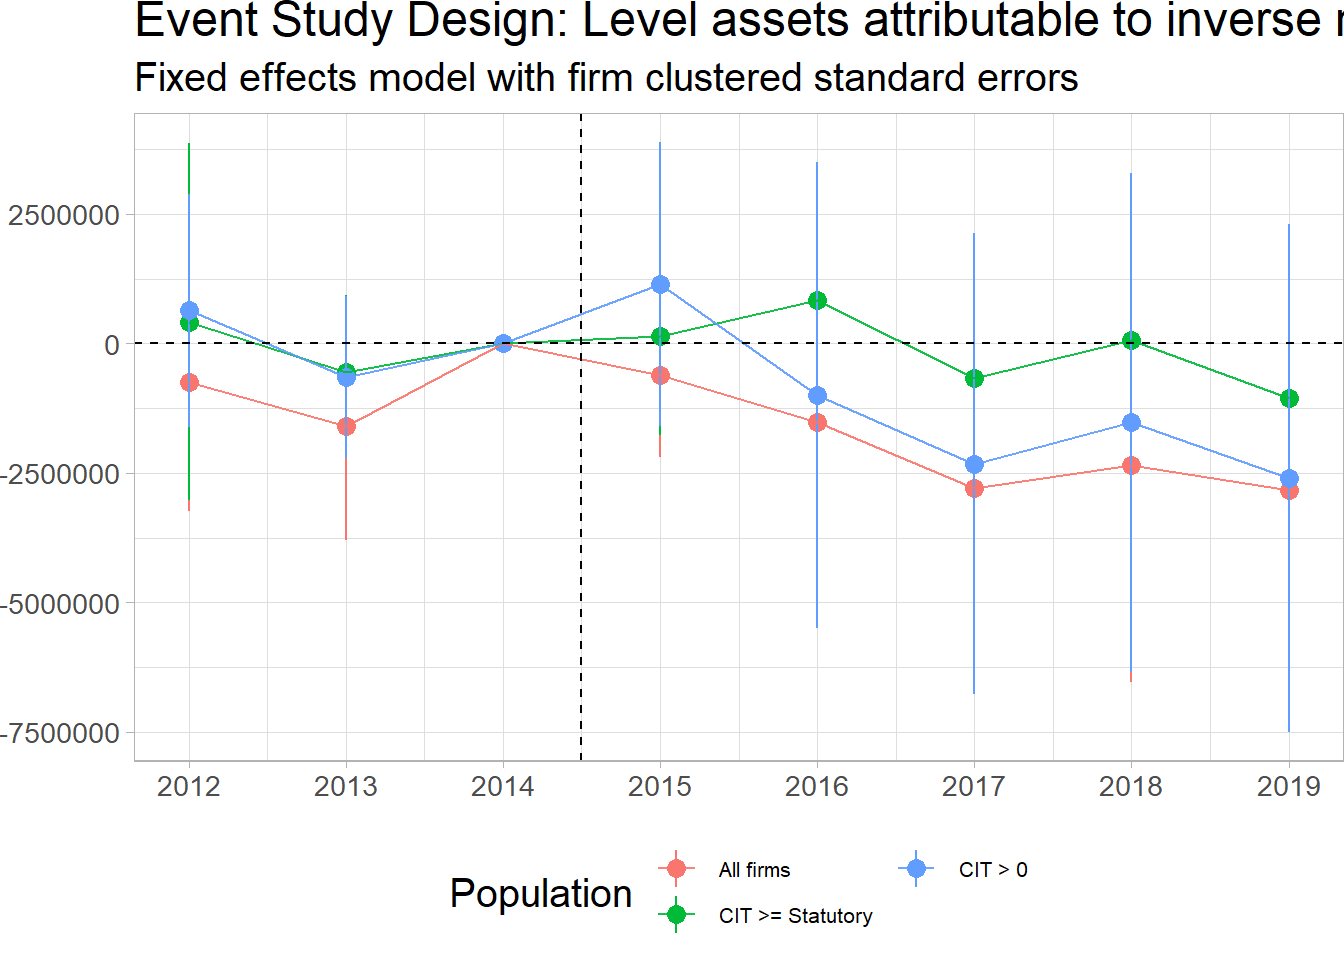 Event Study Design: Level assets attributable to inverse
Fixed effects model with firm clustered standard errors
2500000
0
-2500000
-5000000
-7500000
2012 2013 2014 2015 2016 2017 2018 2019
Population
All firms
CIT > 0
CIT >= Statutory